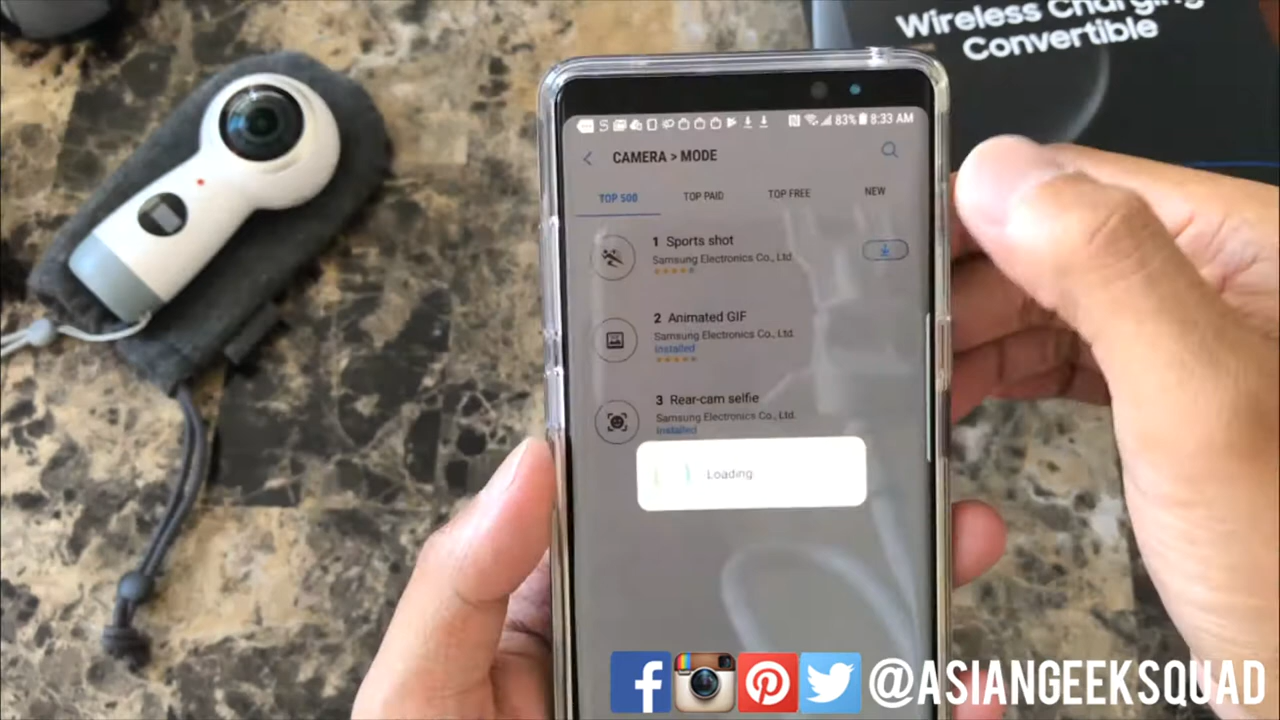 Wireless Charging
Convertible
83% 8:33 AM
CAMERA > MODE
TOP 500 TOP PAID TOP FREE NEW
1 Sports shot
Samsung Electronics Co., Ltd.
2 Animated GIF
Samsung Electronics Co., Ltd.
Installed
3 Rear-cam selfie
Samsung Electronics Co., Ltd.
Installed
Loading
@ASIANGEEKSQUAD